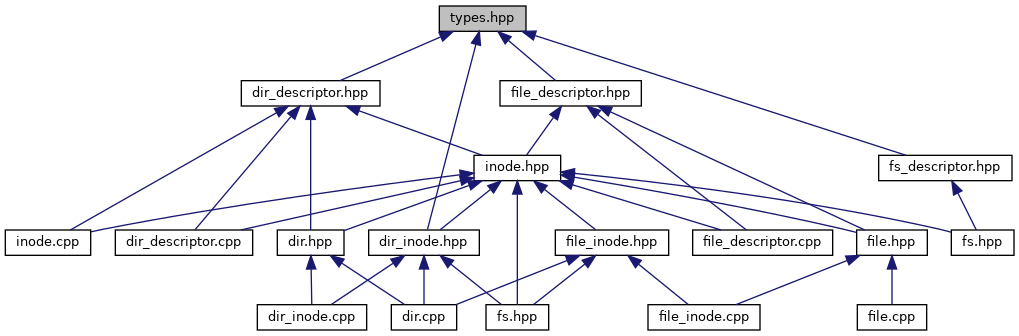 types.hpp
dir_descriptor.hpp
file_descriptor.hpp
inode.hpp
fs_descriptor.hpp
inode.cpp
dir_descriptor.cpp
dir.hpp
dir_inode.hpp
file_inode.hpp
file_descriptor.cpp
file.hpp
fs.hpp
dir_inode.cpp
dir.cpp
fs.hpp
file_inode.cpp
file.cpp